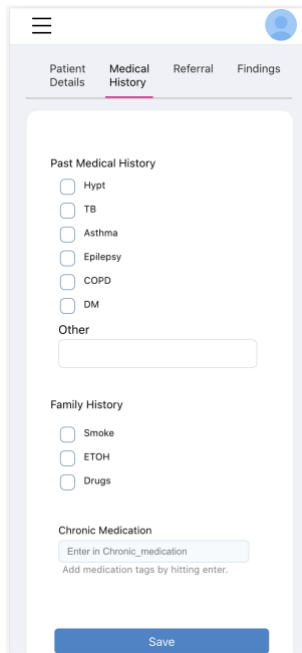 Patient Details
Medical History
Referral
Findings
Past Medical History
Hypt
TB
Asthma
Epilepsy
COPD
DM
Other
Family History
Smoke
ETOH
Drugs
Chronic Medication
Enter in Chronic_medication
Add medication tags by hitting enter.
Save